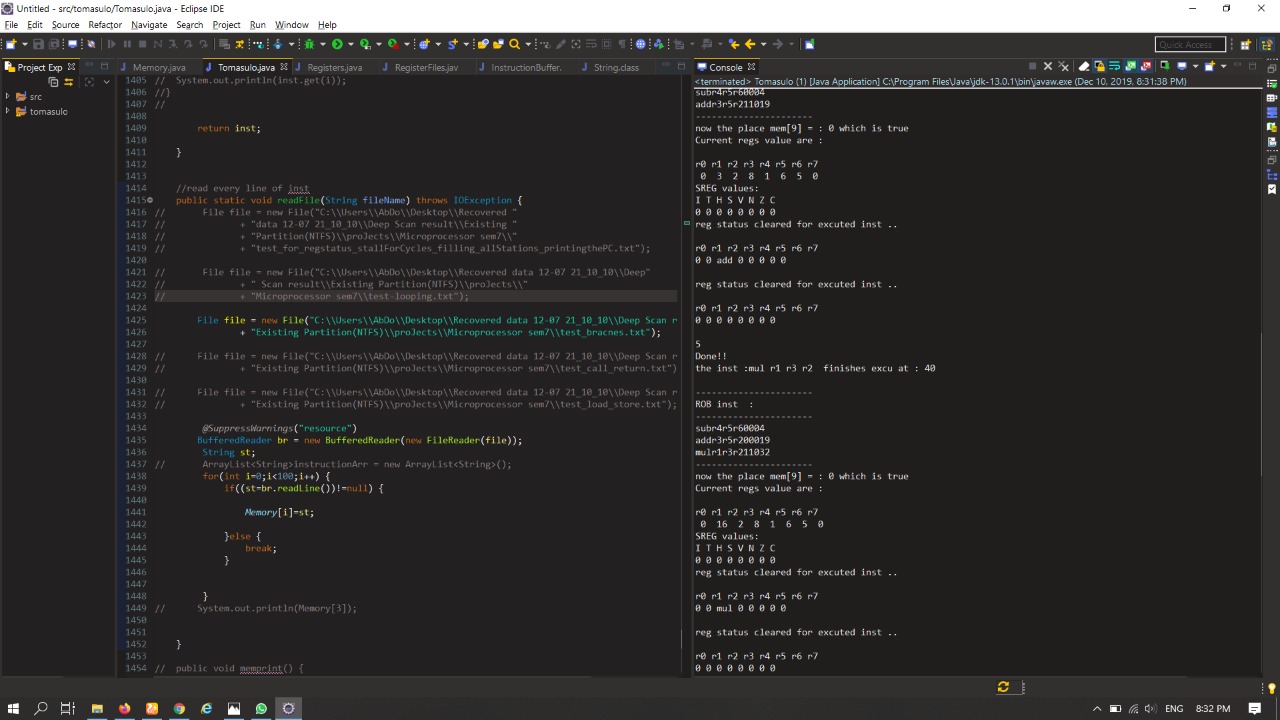 Untitled - src/tomasulo/Tomasulo.java - Eclipse IDE
File Edit Source Refactor Navigate Search Project Run Window Help
Quick Access
Project Exp
src
tomasulo
Memory.java Tomasulo.java Registers.java RegisterFiles.jav InstructionBuffer. String.class
1405 // System.out.println(inst.get(i));
1406 //}
1407 //
1408
1409 return inst;
1410
1411 }
1412
1413
1414 //read every line of inst
1415 public static void readFile(String fileName) throws IOException {
1416 // File file = new File("C:\\Users\\AbDo\\Desktop\\Recovered "
1417 // + "data 12-07 21_10_10\\Deep Scan result\\Existing "
1418 // + "Partition(NTFS)\\proJects\\Microprocessor sem7\\"
1419 // + "test_for_regstatus_stallForCycles_filling_allStations_printingthePC.txt");
1420
1421 // File file = new File("C:\\Users\\AbDo\\Desktop\\Recovered data 12-07 21_10_10\\Deep"
1422 // + " Scan result\\Existing Partition(NTFS)\\proJects\\"
1423 // + "Microprocessor sem7\\test-looping.txt");
1424
1425 File file = new File("C:\\Users\\AbDo\\Desktop\\Recovered data 12-07 21_10_10\\Deep Scan r
1426 + "Existing Partition(NTFS)\\proJects\\Microprocessor sem7\\test_bracnes.txt");
1427
1428 // File file = new File("C:\\Users\\AbDo\\Desktop\\Recovered data 12-07 21_10_10\\Deep Scan r
1429 // + "Existing Partition(NTFS)\\proJects\\Microprocessor sem7\\test_call_return.txt")
1430
1431 // File file = new File("C:\\Users\\AbDo\\Desktop\\Recovered data 12-07 21_10_10\\Deep Scan r
1432 // + "Existing Partition(NTFS)\\proJects\\Microprocessor sem7\\test_load_store.txt");
1433
1434 @SuppressWarnings("resource")
1435 BufferedReader br = new BufferedReader(new FileReader(file));
1436 String st;
1437 // ArrayList<String>instructionArr = new ArrayList<String>();
1438 for(int i=0;i<100;i++) {
1439 if((st=br.readLine())!=null) {
1440
1441 Memory[i]=st;
1442
1443 }else {
1444 break;
1445 }
1446
1447
1448 }
1449 // System.out.println(Memory[3]);
1450
1451
1452 }
1453
1454 // public void memprint() {
Console
<terminated> Tomasulo (1) [Java Application] C:\Program Files\Java\jdk-13.0.1\bin\javaw.exe (Dec 10, 2019, 8:31:38 PM)
subr4r5r60004
addr3r5r211019
----------------------
now the place mem[9] = : 0 which is true
Current regs value are :
r0 r1 r2 r3 r4 r5 r6 r7
0 3 2 8 1 6 5 0
SREG values:
I T H S V N Z C
0 0 0 0 0 0 0 0
reg status cleared for excuted inst ..
r0 r1 r2 r3 r4 r5 r6 r7
0 0 add 0 0 0 0 0
reg status cleared for excuted inst ..
r0 r1 r2 r3 r4 r5 r6 r7
0 0 0 0 0 0 0 0
5
Done!!
the inst :mul r1 r3 r2 finishes excu at : 40
----------------------
ROB inst :
----------------------
subr4r5r60004
addr3r5r200019
mulr1r3r211032
----------------------
now the place mem[9] = : 0 which is true
Current regs value are :
r0 r1 r2 r3 r4 r5 r6 r7
0 16 2 8 1 6 5 0
SREG values:
I T H S V N Z C
0 0 0 0 0 0 0 0
reg status cleared for excuted inst ..
r0 r1 r2 r3 r4 r5 r6 r7
0 0 mul 0 0 0 0 0
reg status cleared for excuted inst ..
r0 r1 r2 r3 r4 r5 r6 r7
0 0 0 0 0 0 0 0
ENG 8:32 PM